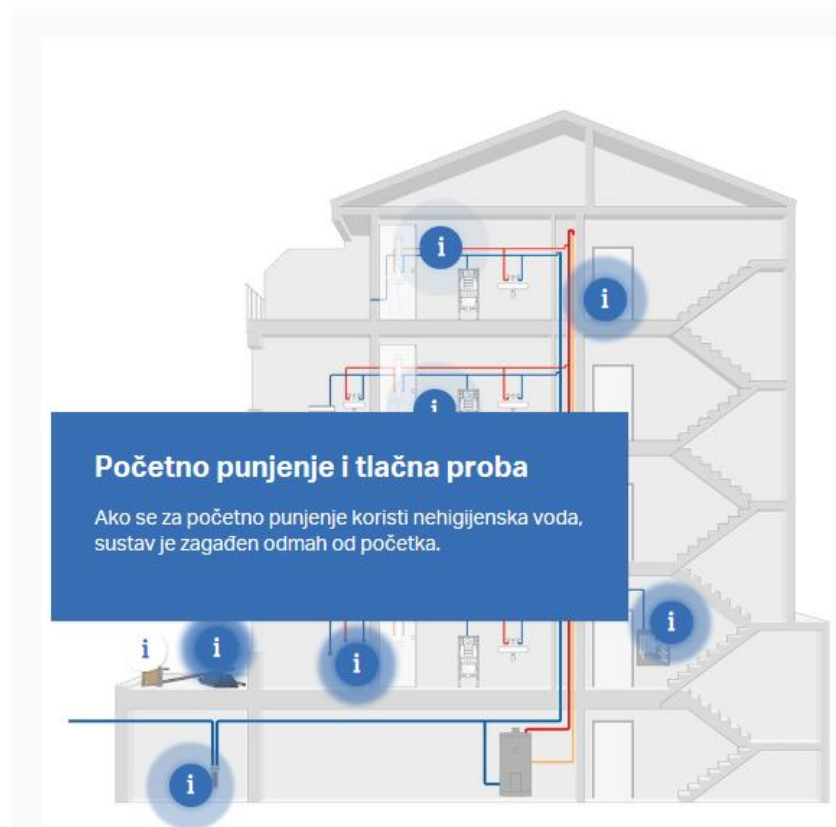 i
i
i
Početno punjenje i tlačna proba
Ako se za početno punjenje koristi nehigijenska voda,
sustav je zagađen odmah od početka.
i
i
i
i
i